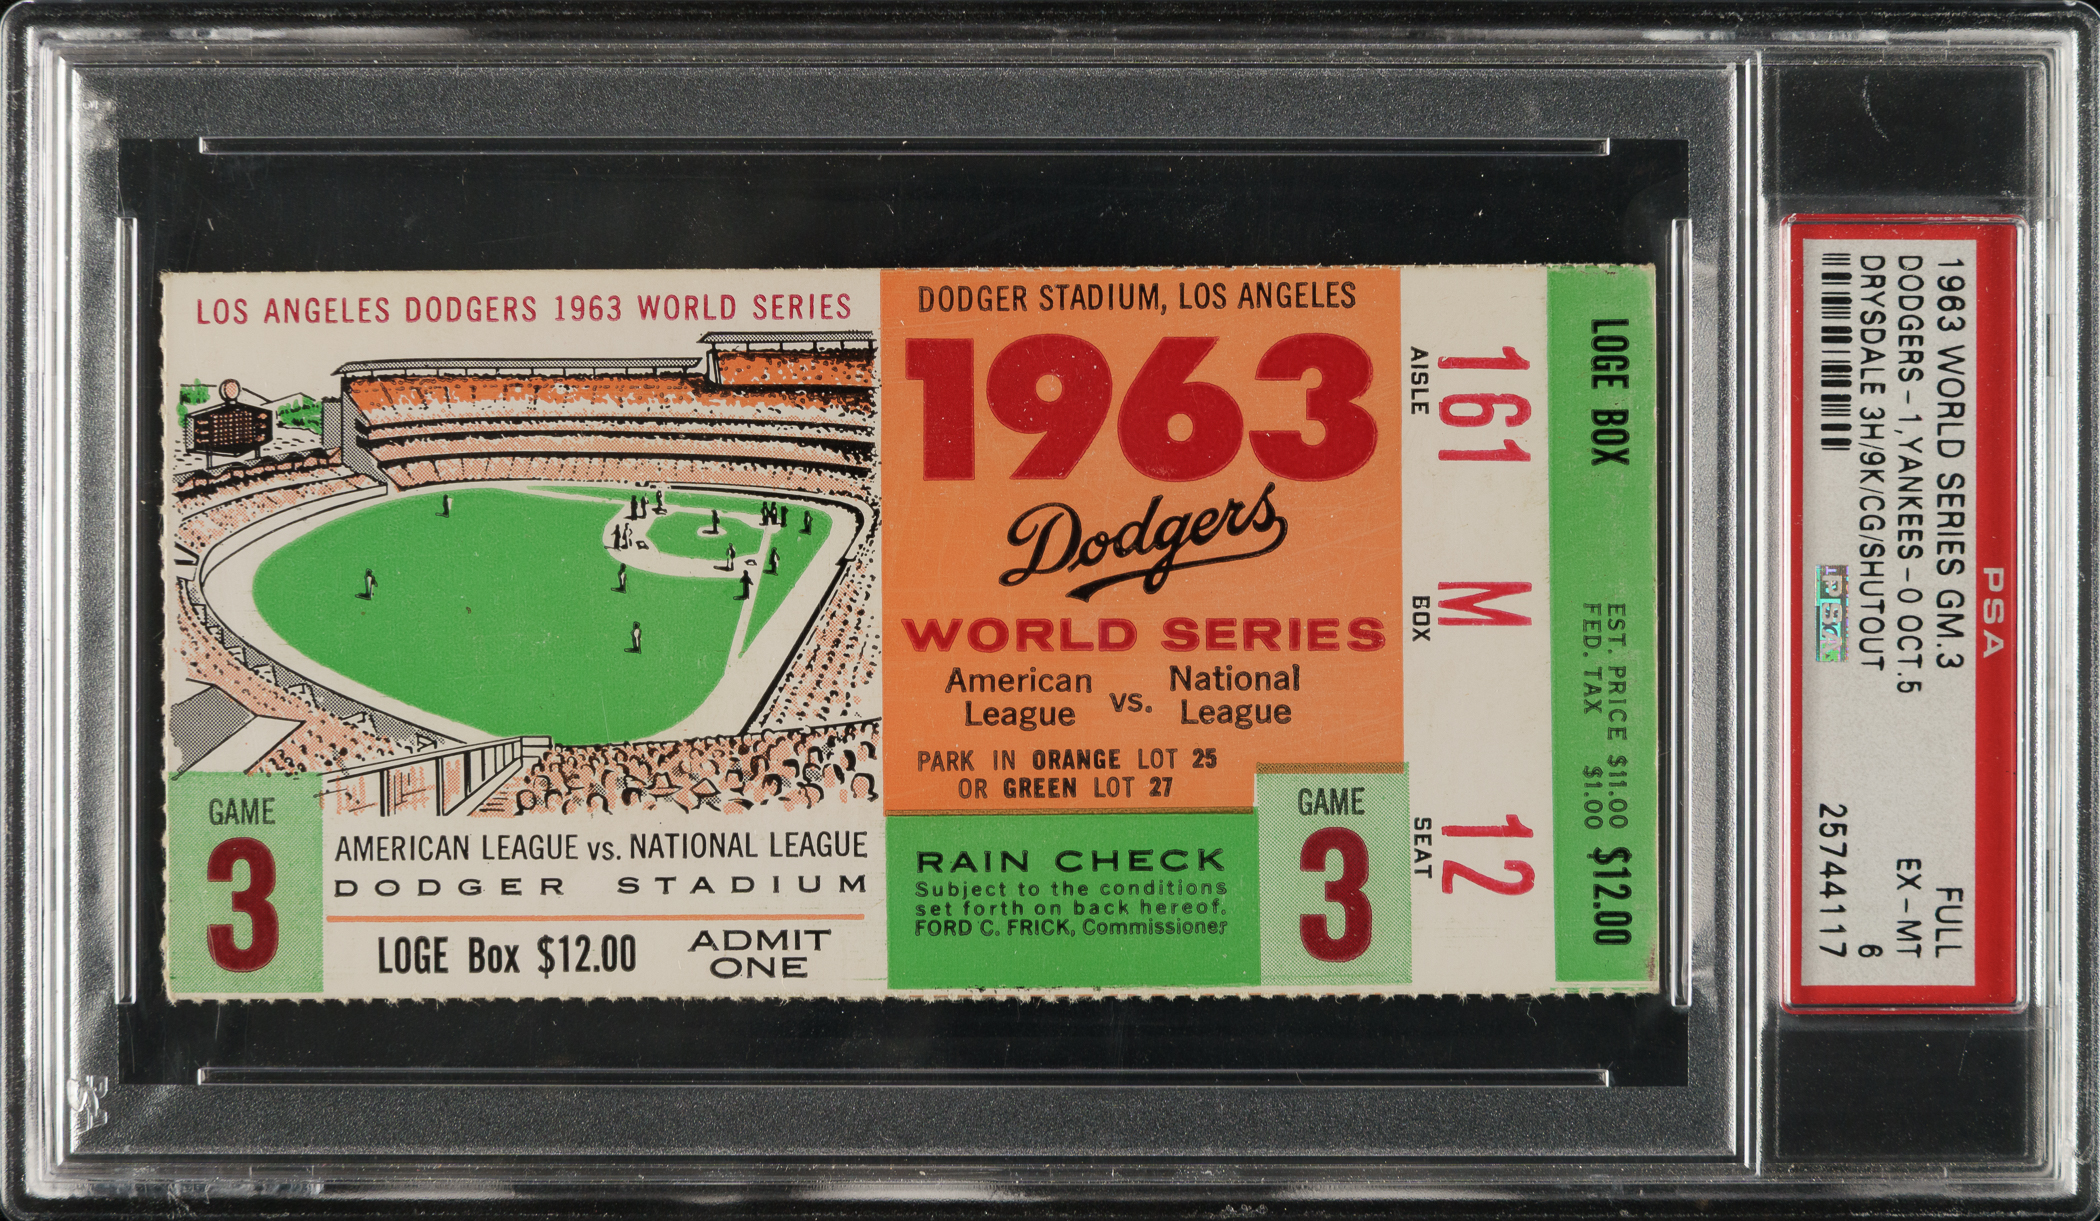 LOS ANGELES DODGERS 1963 WORLD SERIES
GAME
3
AMERICAN LEAGUE vs. NATIONAL LEAGUE
DODGER STADIUM
LOGE Box $12.00
ADMIT
ONE
DODGER STADIUM, LOS ANGELES
1963
Dodgers
WORLD SERIES
American
League
vs.
National
League
PARK IN ORANGE LOT 25
OR GREEN LOT 27
RAIN CHECK
Subject to the conditions
set forth on back hereof.
FORD C. FRICK, Commissioner
GAME
3
AISLE
161
BOX
M
SEAT
12
LOGE BOX
EST. PRICE $11.00
FED. TAX $1.00
$12.00
PSA
1963 WORLD SERIES GM.3 FULL
DODGERS-1, YANKEES-0 OCT.5 EX-MT
DRYSDALE 3H/9K/CG/SHUTOUT 6
PSA
25744117